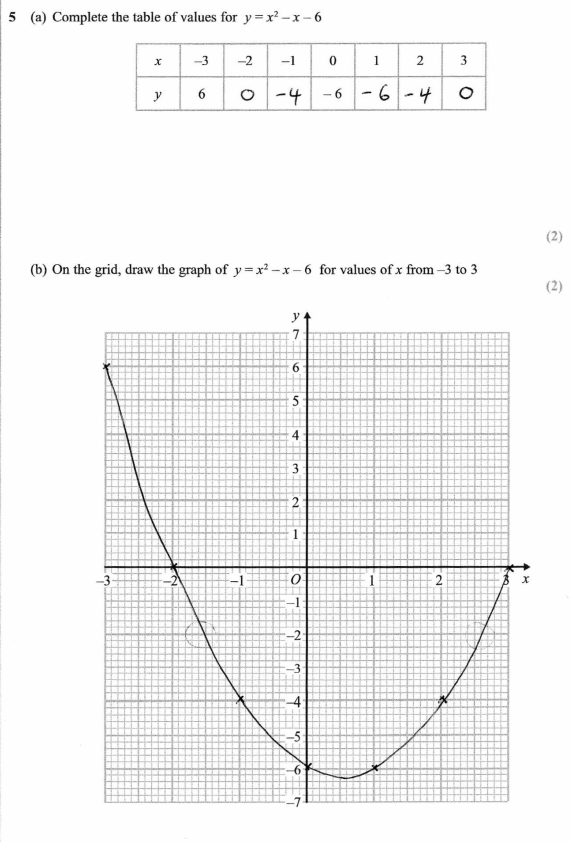 5 (a) Complete the table of values for y = x² – x – 6
x –3 –2 –1 0 1 2 3
y 6 0 -4 –6 -6 -4 0
(2)
(b) On the grid, draw the graph of y = x² – x – 6 for values of x from –3 to 3
(2)
y
7
6
5
4
3
2
1
–3 –2 –1 O 1 2 3 x
–1
–2
–3
–4
–5
–6
–7